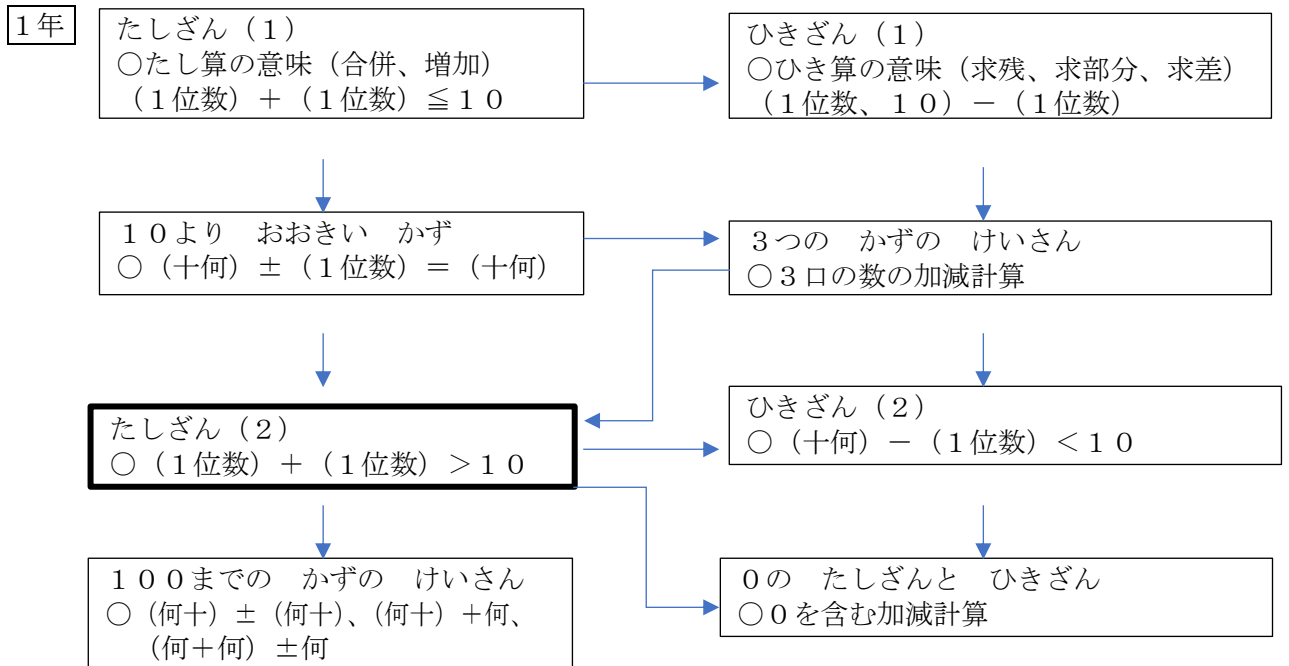 １年
たしざん（１）
○たし算の意味（合併、増加）
（１位数）＋（１位数）≦１０
ひきざん（１）
○ひき算の意味（求残、求部分、求差）
（１位数、１０）－（１位数）
１０より　おおきい　かず
○（十何）±（１位数）＝（十何）
３つの　かずの　けいさん
○３口の数の加減計算
たしざん（２）
○（１位数）＋（１位数）＞１０
ひきざん（２）
○（十何）－（１位数）＜１０
１００までの　かずの　けいさん
○（何十）±（何十）、（何十）＋何、
（何＋何）±何
０の　たしざんと　ひきざん
○０を含む加減計算